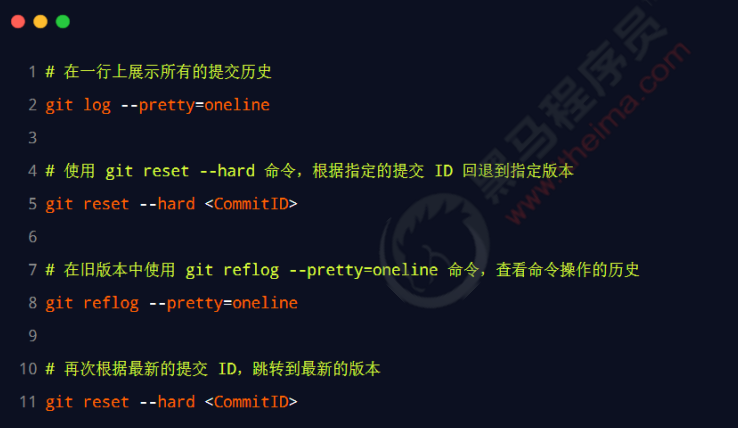 1 # 在一行上展示所有的提交历史
2 git log --pretty=oneline
3
4 # 使用 git reset --hard 命令，根据指定的提交 ID 回退到指定版本
5 git reset --hard <CommitID>
6
7 # 在旧版本中使用 git reflog --pretty=oneline 命令，查看命令操作的历史
8 git reflog --pretty=oneline
9
10 # 再次根据最新的提交 ID，跳转到最新的版本
11 git reset --hard <CommitID>
黑马程序员
www.itheima.com